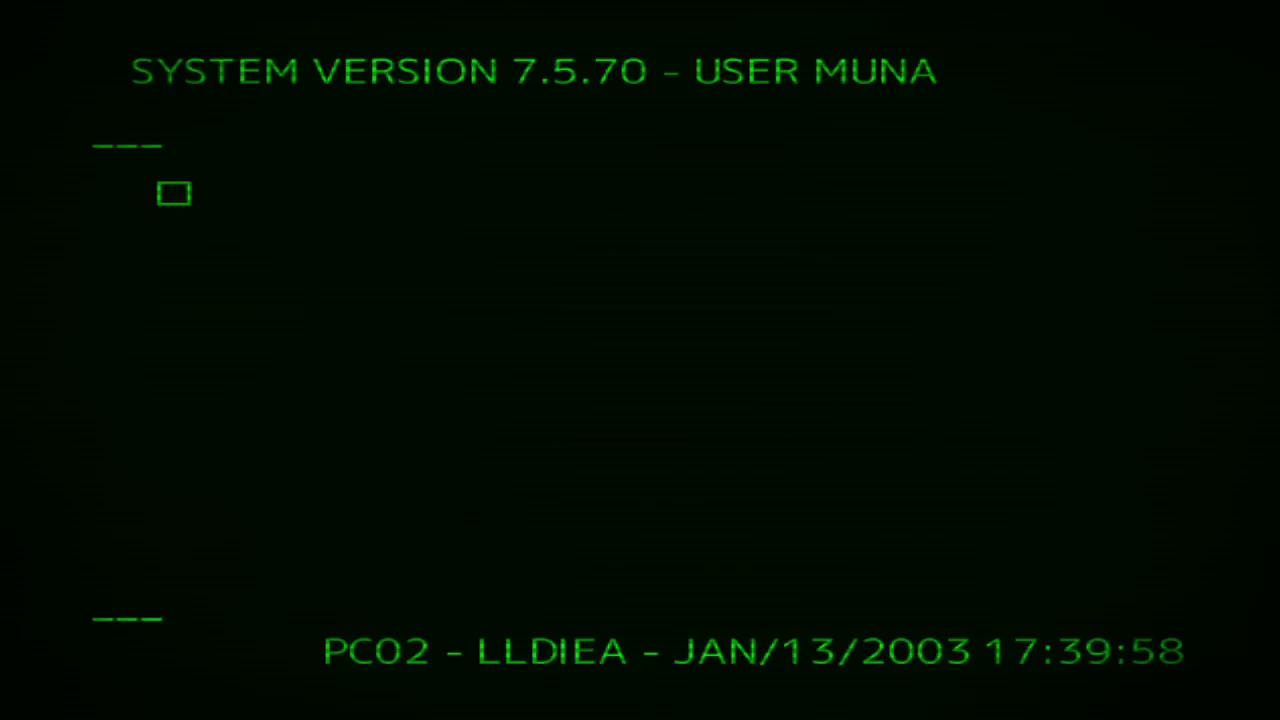 SYSTEM VERSION 7.5.70 - USER MUNA
---
---
PC02 - LLDIEA - JAN/13/2003 17:39:58